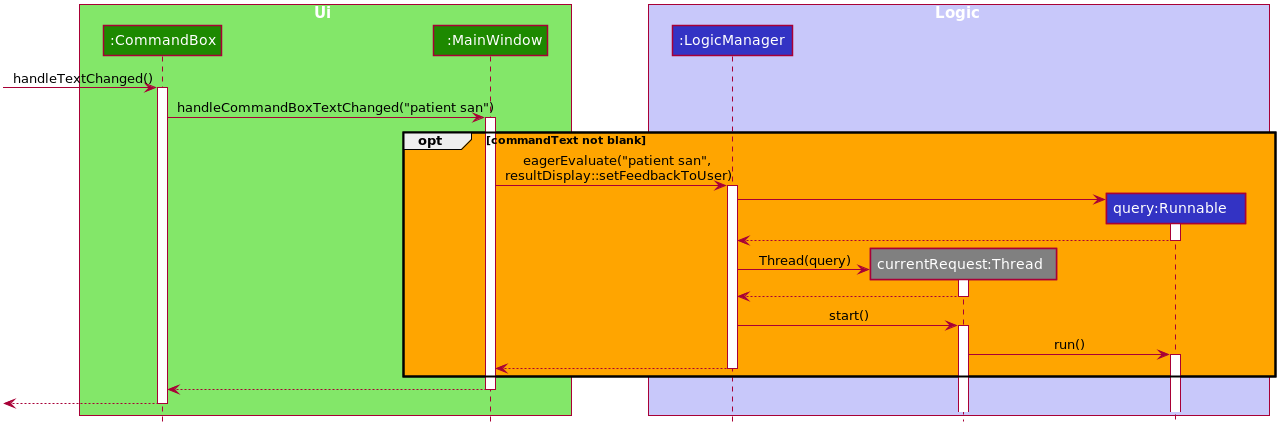 Ui
Logic
:CommandBox
:MainWindow
:LogicManager
handleTextChanged()
handleCommandBoxTextChanged("patient san")
opt
[commandText not blank]
eagerEvaluate("patient san",
resultDisplay::setFeedbackToUser)
query:Runnable
Thread(query)
currentRequest:Thread
start()
run()